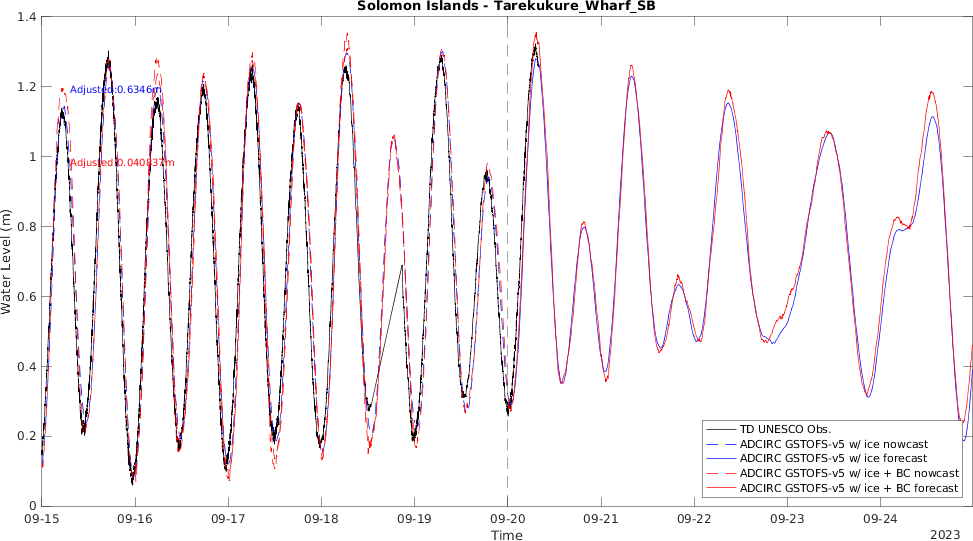 Solomon Islands - Tarekukure_Wharf_SB
1.4
1.2
1
0.8
0.6
0.4
0.2
0
Water Level (m)
Adjusted:0.6346m
Adjusted:0.040837m
TD UNESCO Obs.
ADCIRC GSTOFS-v5 w/ ice nowcast
ADCIRC GSTOFS-v5 w/ ice forecast
ADCIRC GSTOFS-v5 w/ ice + BC nowcast
ADCIRC GSTOFS-v5 w/ ice + BC forecast
09-15 09-16 09-17 09-18 09-19 09-20 09-21 09-22 09-23 09-24
Time
2023